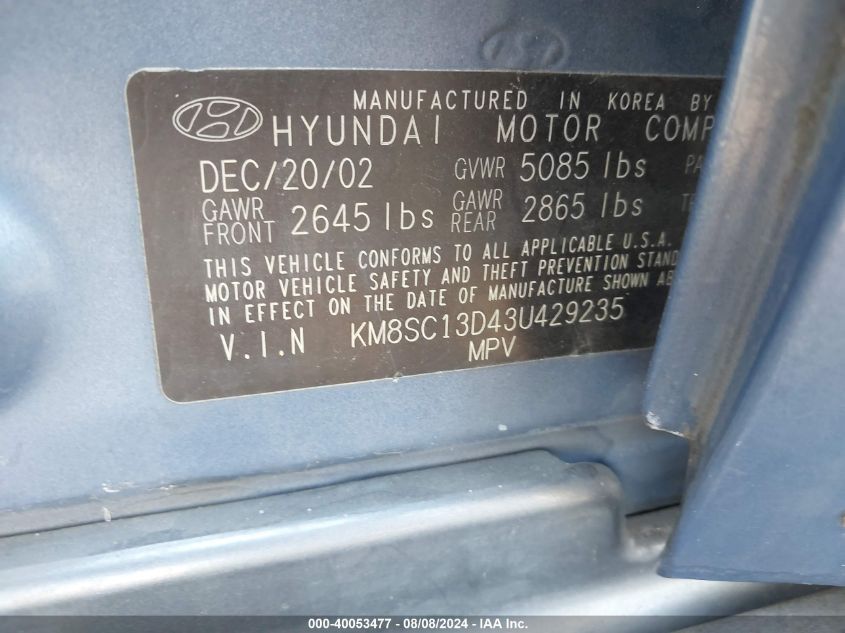 MANUFACTURED IN KOREA BY
HYUNDAI MOTOR COMP
DEC/20/02 GVWR 5085 lbs PA
GAWR FRONT 2645 lbs GAWR REAR 2865 lbs
THIS VEHICLE CONFORMS TO ALL APPLICABLE U.S.A.
MOTOR VEHICLE SAFETY AND THEFT PREVENTION STAND
IN EFFECT ON THE DATE OF MANUFACTURE SHOWN AB
V.I.N KM8SC13D43U429235
MPV
000-40053477 - 08/08/2024 - IAA Inc.